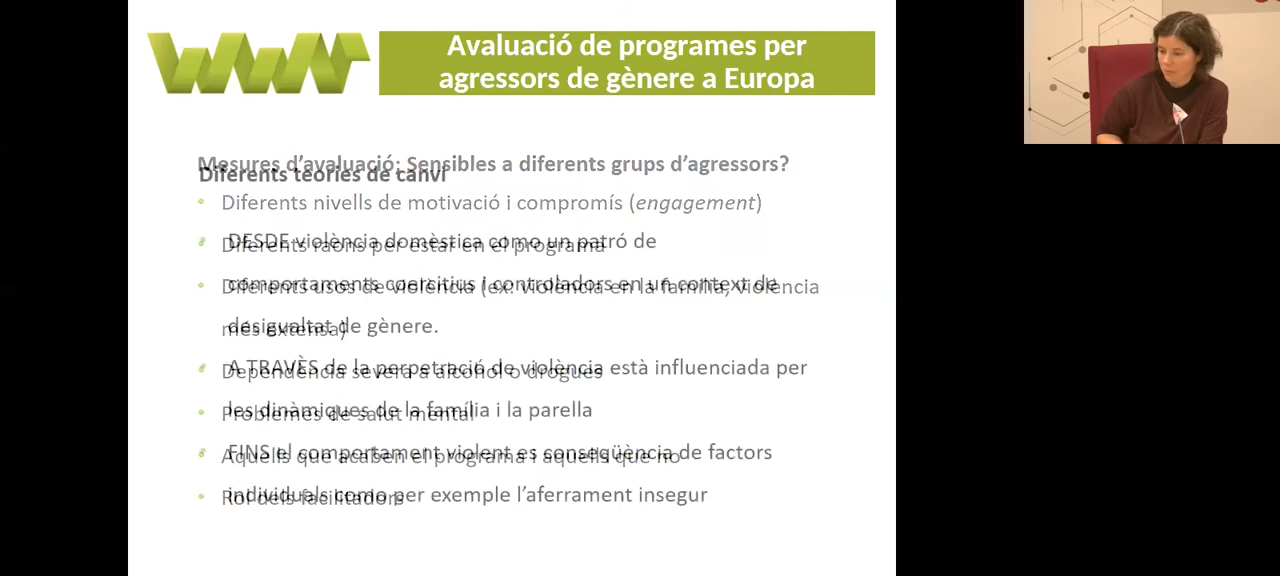 WWN
Avaluació de programes per
agressors de gènere a Europa
Mesures d'avaluació: Sensibles a diferents grups d'agressors?
Diferents teories de canvi
• Diferents nivells de motivació i compromís (engagement)
DESDE violència domèstica como un patró de
• Diferents raons per estar en el programa
comportaments coercitius i controladors en un context de
• Diferents usos de violència (ex: violència en la família, violència
desigualtat de gènere.
més extensa)
A TRAVÈS de la perpetració de violència està influenciada per
• Dependència severa a alcohol o drogues
les dinàmiques de la família i la parella
• Problemes de salut mental
FINS el comportament violent es conseqüència de factors
• Aquells que acaben el programa i aquells que no
individuals como per exemple l'aferrament insegur
• Rol dels facilitadors